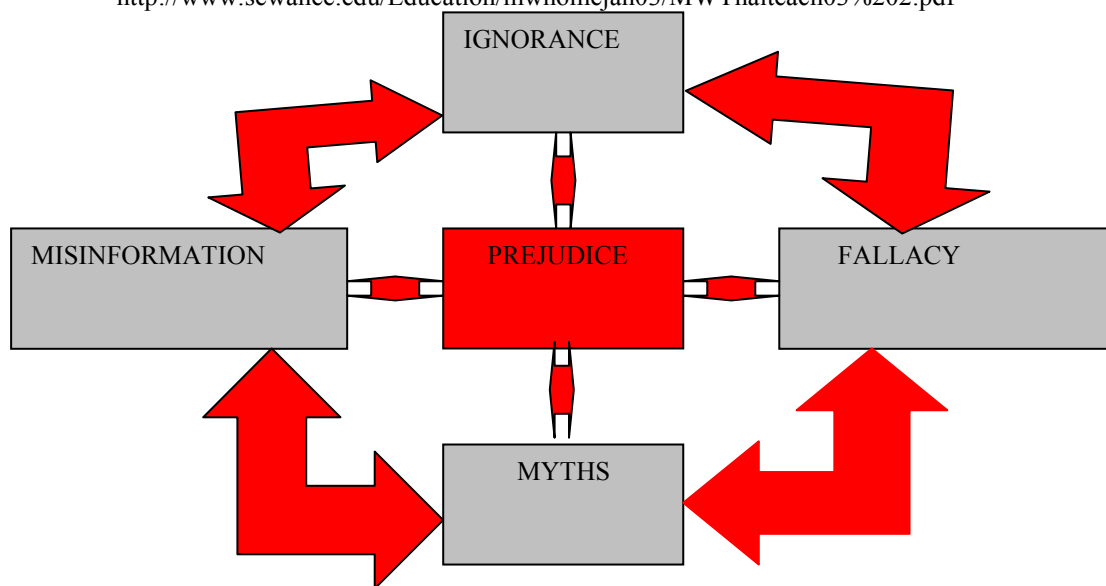 IGNORANCE
MISINFORMATION
PREJUDICE
FALLACY
MYTHS